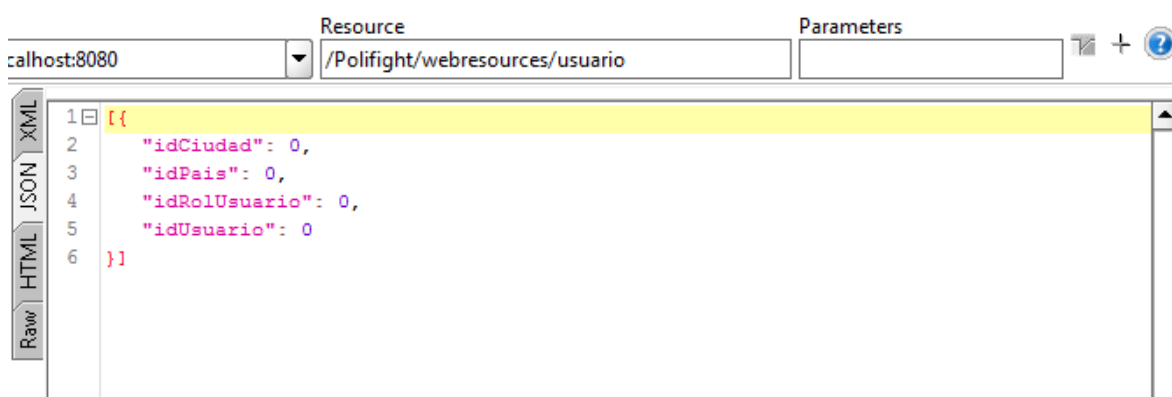 Resource
Parameters
calhost:8080
/Polifight/webresources/usuario
?
XML
JSON
HTML
Raw
1 [{
2 "idCiudad": 0,
3 "idPais": 0,
4 "idRolUsuario": 0,
5 "idUsuario": 0
6 }]